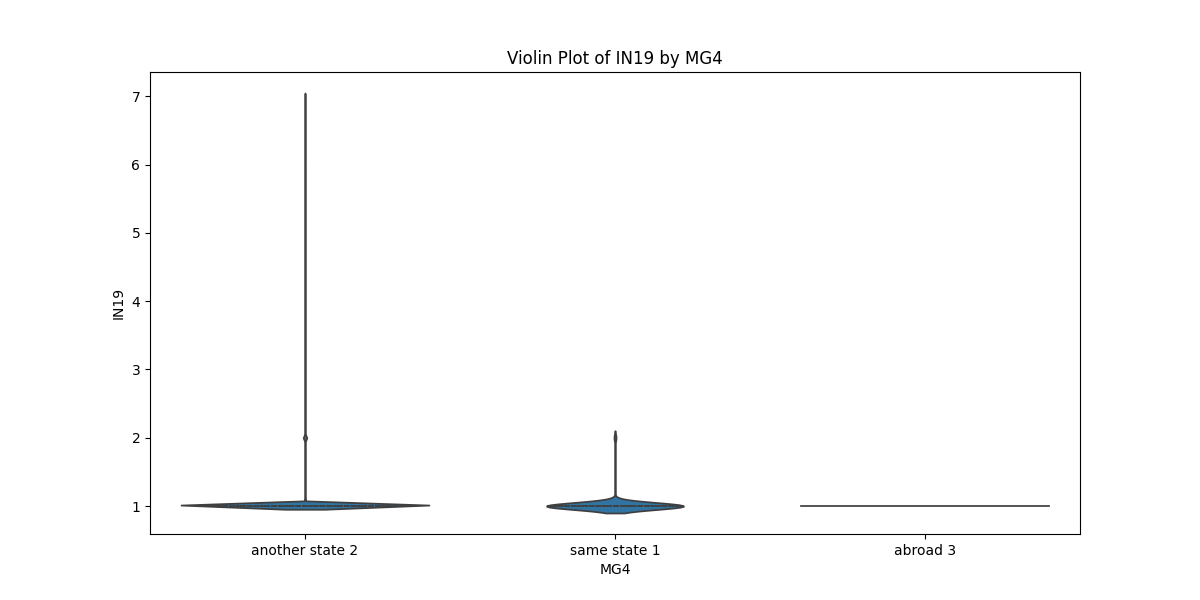 Violin Plot of IN19 by MG4
7
6
5
4
3
2
1
IN19
another state 2
same state 1
abroad 3
MG4